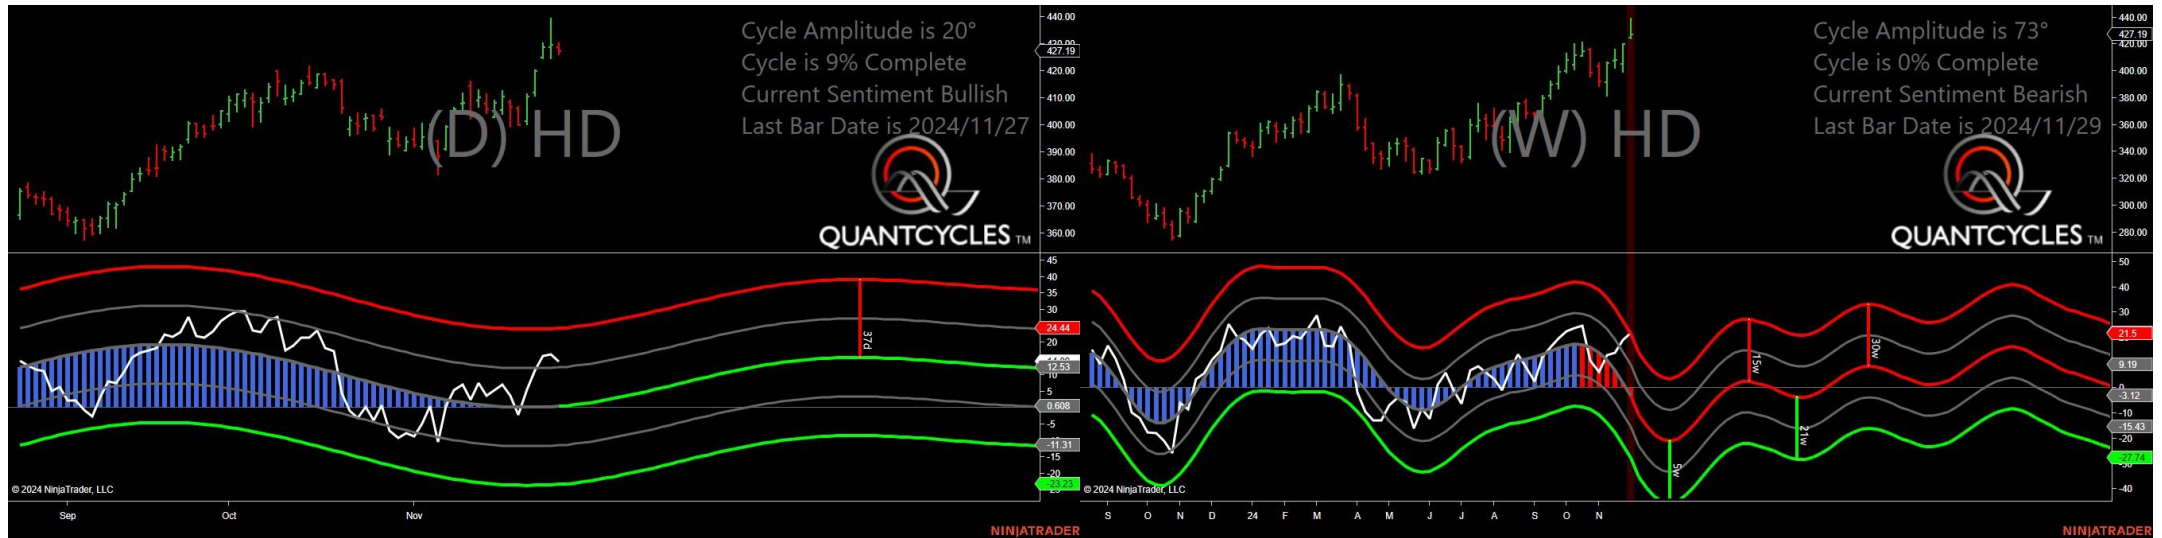 Cycle Amplitude is 20°
Cycle is 9% Complete
Current Sentiment Bullish
Last Bar Date is 2024/11/27
(D) HD
QUANTCYCLES TM
440.00
427.19
420.00
410.00
400.00
390.00
380.00
370.00
360.00
45
40
35
30
24.44
20
12.53
10
5
0.608
-5
-11.31
-15
-20
-23.23
37d
© 2024 NinjaTrader, LLC
Sep Oct Nov
NINJATRADER
Cycle Amplitude is 73°
Cycle is 0% Complete
Current Sentiment Bearish
Last Bar Date is 2024/11/29
(W) HD
QUANTCYCLES TM
440.00
427.19
420.00
400.00
380.00
360.00
340.00
320.00
300.00
280.00
50
40
30
21.5
9.19
0
-3.12
-10
-15.43
-20
-27.74
-40
15w
30w
21w
5w
© 2024 NinjaTrader, LLC
S O N D 24 F M A M J J A S O N
NINJATRADER